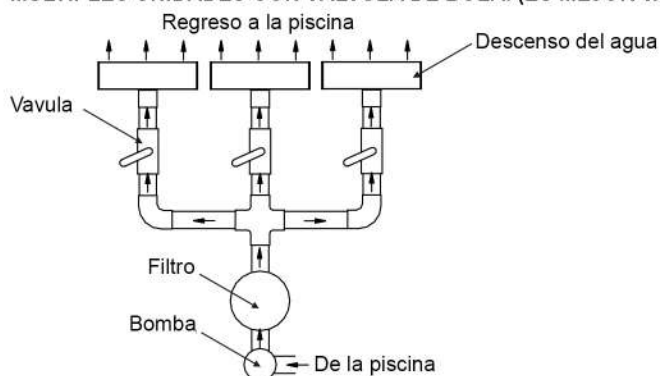 Regreso a la piscina
Descenso del agua
Vavula
Filtro
Bomba
De la piscina